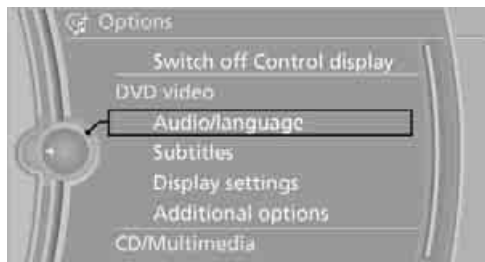 Options
Switch off Control display
DVD video
Audio/language
Subtitles
Display settings
Additional options
CD/Multimedia